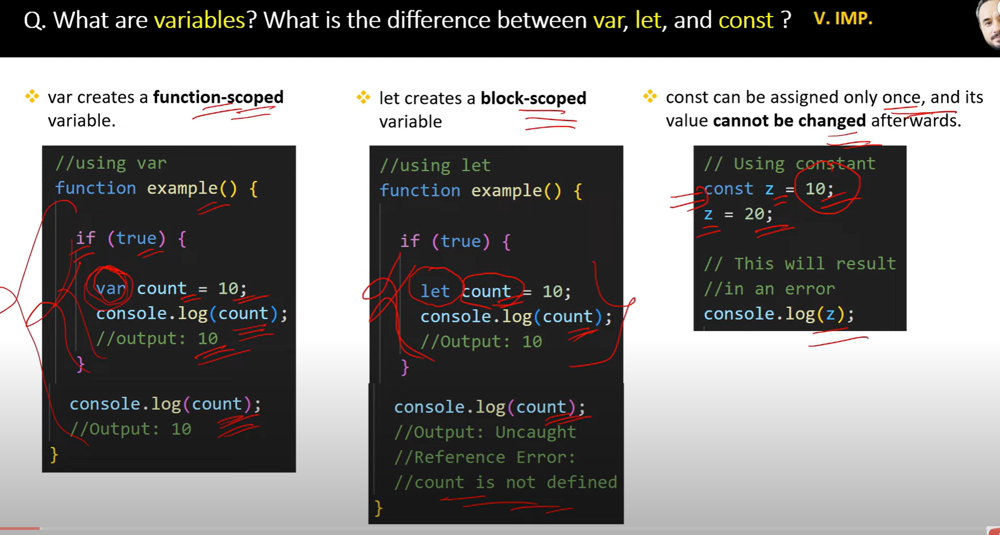 Q. What are variables? What is the difference between var, let, and const ? V. IMP.
var creates a function-scoped
variable.
//using var
function example() {
if (true) {
var count = 10;
console.log(count);
//output: 10
}
console.log(count);
//Output: 10
}
let creates a block-scoped
variable
//using let
function example() {
if (true) {
let count = 10;
console.log(count);
//Output: 10
}
console.log(count);
//Output: Uncaught
//Reference Error:
//count is not defined
}
const can be assigned only once, and its
value cannot be changed afterwards.
// Using constant
const z = 10;
z = 20;
// This will result
//in an error
console.log(z);